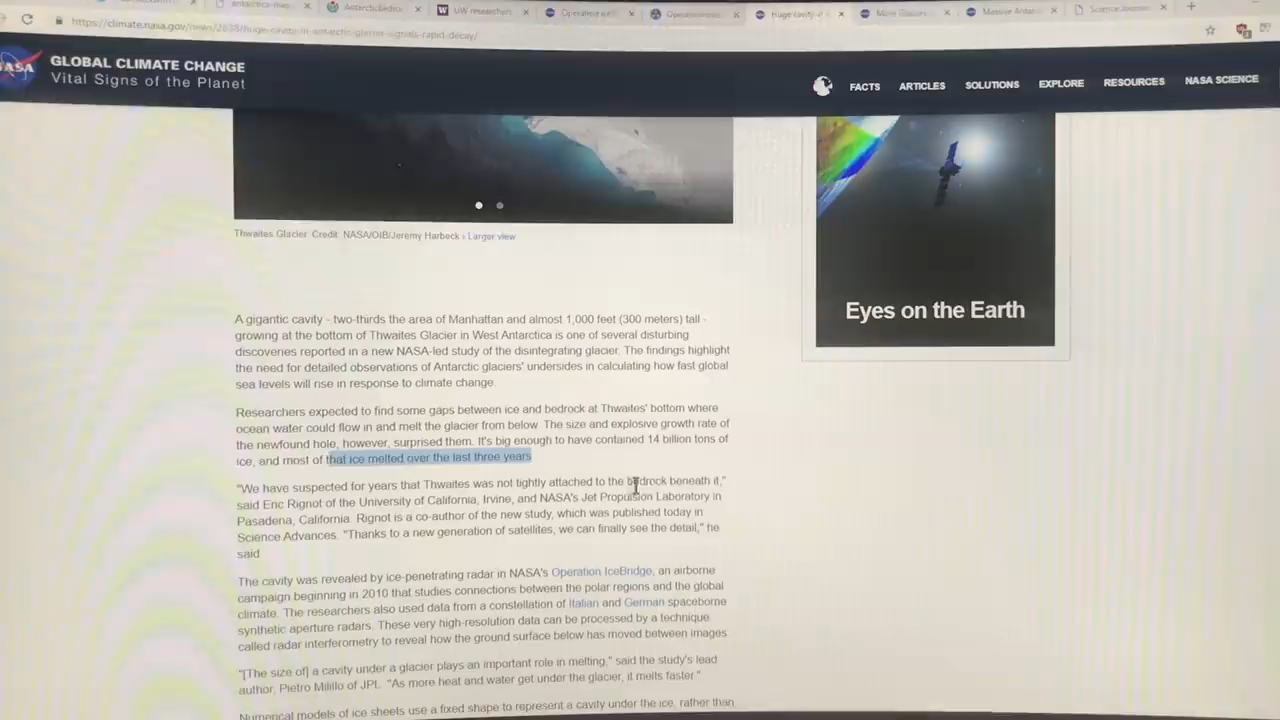 antarctica-map
UW researchers
Huge cavity
More Glaciers
Massive Antar
https://climate.nasa.gov/news/2838/huge-cavity-in-antarctic-glacier-signals-rapid-decay/
NASA
GLOBAL CLIMATE CHANGE
Vital Signs of the Planet
FACTS ARTICLES SOLUTIONS EXPLORE RESOURCES NASA SCIENCE
Thwaites Glacier. Credit: NASA/OIB/Jeremy Harbeck › Larger view
Eyes on the Earth
A gigantic cavity - two-thirds the area of Manhattan and almost 1,000 feet (300 meters) tall -
growing at the bottom of Thwaites Glacier in West Antarctica is one of several disturbing
discoveries reported in a new NASA-led study of the disintegrating glacier. The findings highlight
the need for detailed observations of Antarctic glaciers' undersides in calculating how fast global
sea levels will rise in response to climate change.
Researchers expected to find some gaps between ice and bedrock at Thwaites' bottom where
ocean water could flow in and melt the glacier from below. The size and explosive growth rate of
the newfound hole, however, surprised them. It's big enough to have contained 14 billion tons of
ice, and most of that ice melted over the last three years
"We have suspected for years that Thwaites was not tightly attached to the bedrock beneath it,"
said Eric Rignot of the University of California, Irvine, and NASA's Jet Propulsion Laboratory in
Pasadena, California. Rignot is a co-author of the new study, which was published today in
Science Advances. "Thanks to a new generation of satellites, we can finally see the detail," he
said
The cavity was revealed by ice-penetrating radar in NASA's Operation IceBridge, an airborne
campaign beginning in 2010 that studies connections between the polar regions and the global
climate. The researchers also used data from a constellation of Italian and German spaceborne
synthetic aperture radars. These very high-resolution data can be processed by a technique
called radar interferometry to reveal how the ground surface below has moved between images.
"[The size of] a cavity under a glacier plays an important role in melting," said the study's lead
author, Pietro Milillo of JPL. "As more heat and water get under the glacier, it melts faster."
Numerical models of ice sheets use a fixed shape to represent a cavity under the ice, rather than